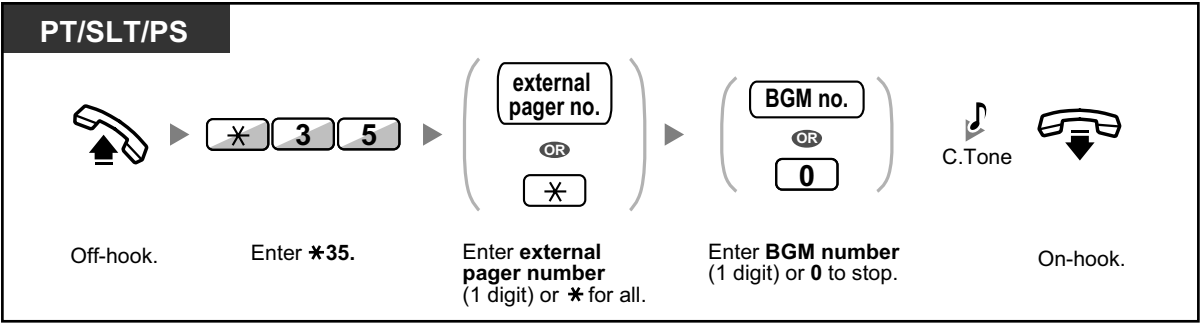 PT/SLT/PS
external
pager no.
OR
BGM no.
OR
0
✳ 3 5
✳
C.Tone
Off-hook.
Enter ✳35.
Enter external
pager number
(1 digit) or ✳ for all.
Enter BGM number
(1 digit) or 0 to stop.
On-hook.